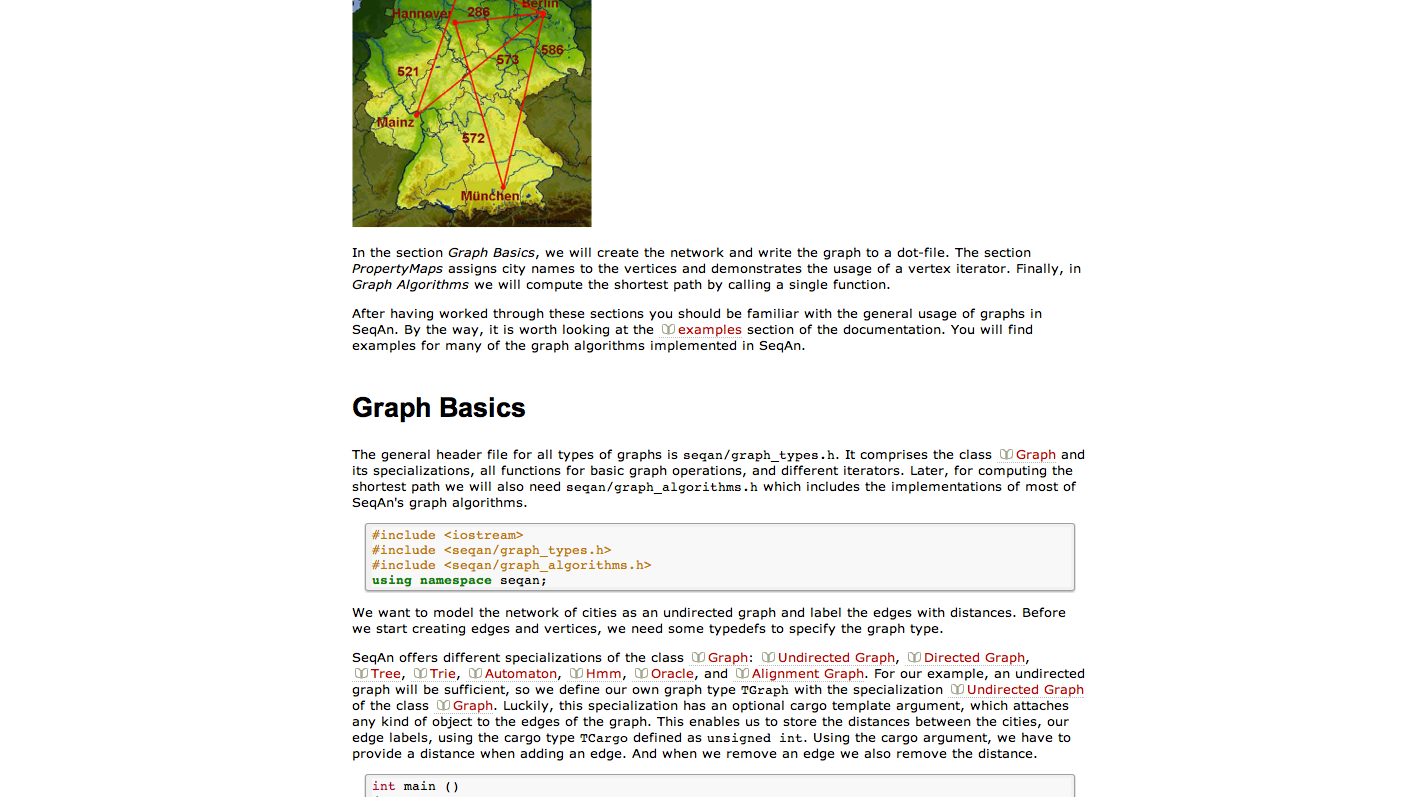 Hannover 286 Berlin
586
573
521
Mainz
572
München
In the section Graph Basics, we will create the network and write the graph to a dot-file. The section
PropertyMaps assigns city names to the vertices and demonstrates the usage of a vertex iterator. Finally, in
Graph Algorithms we will compute the shortest path by calling a single function.
After having worked through these sections you should be familiar with the general usage of graphs in
SeqAn. By the way, it is worth looking at the examples section of the documentation. You will find
examples for many of the graph algorithms implemented in SeqAn.
Graph Basics
The general header file for all types of graphs is seqan/graph_types.h. It comprises the class Graph and
its specializations, all functions for basic graph operations, and different iterators. Later, for computing the
shortest path we will also need seqan/graph_algorithms.h which includes the implementations of most of
SeqAn's graph algorithms.
#include <iostream>
#include <seqan/graph_types.h>
#include <seqan/graph_algorithms.h>
using namespace seqan;
We want to model the network of cities as an undirected graph and label the edges with distances. Before
we start creating edges and vertices, we need some typedefs to specify the graph type.
SeqAn offers different specializations of the class Graph: Undirected Graph, Directed Graph,
Tree, Trie, Automaton, Hmm, Oracle, and Alignment Graph. For our example, an undirected
graph will be sufficient, so we define our own graph type TGraph with the specialization Undirected Graph
of the class Graph. Luckily, this specialization has an optional cargo template argument, which attaches
any kind of object to the edges of the graph. This enables us to store the distances between the cities, our
edge labels, using the cargo type TCargo defined as unsigned int. Using the cargo argument, we have to
provide a distance when adding an edge. And when we remove an edge we also remove the distance.
int main ()